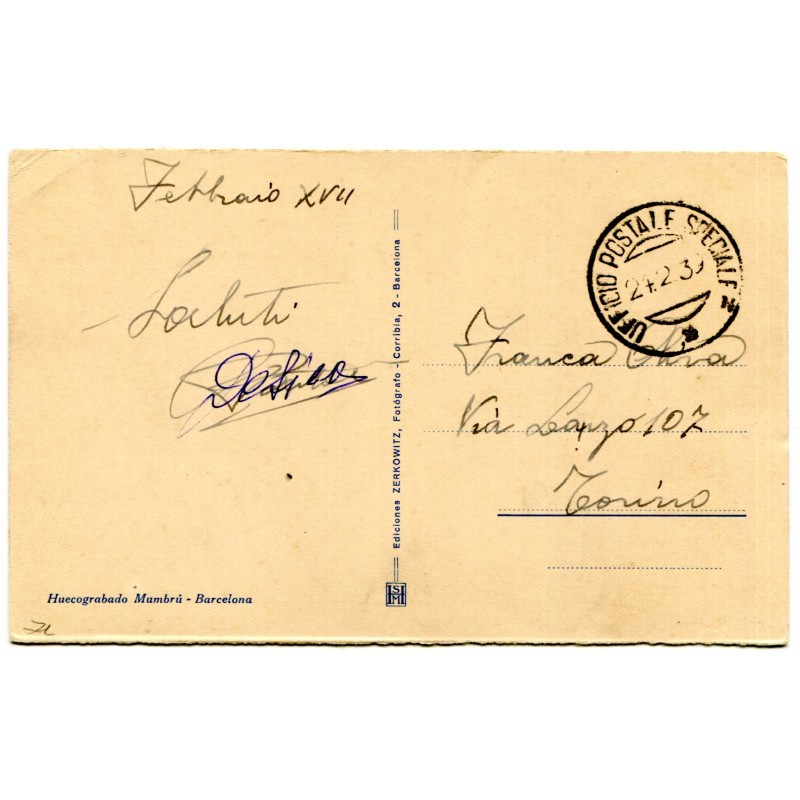 Febbraio XVII
Saluti
Huecograbado Mumbrú - Barcelona
Ediciones ZERKOWITZ, Fotógrafo - Corribia, 2 - Barcelona
UFFICIO POSTALE SPECIALE
24.2.39
Franca
Via Lanzo 107
Torino